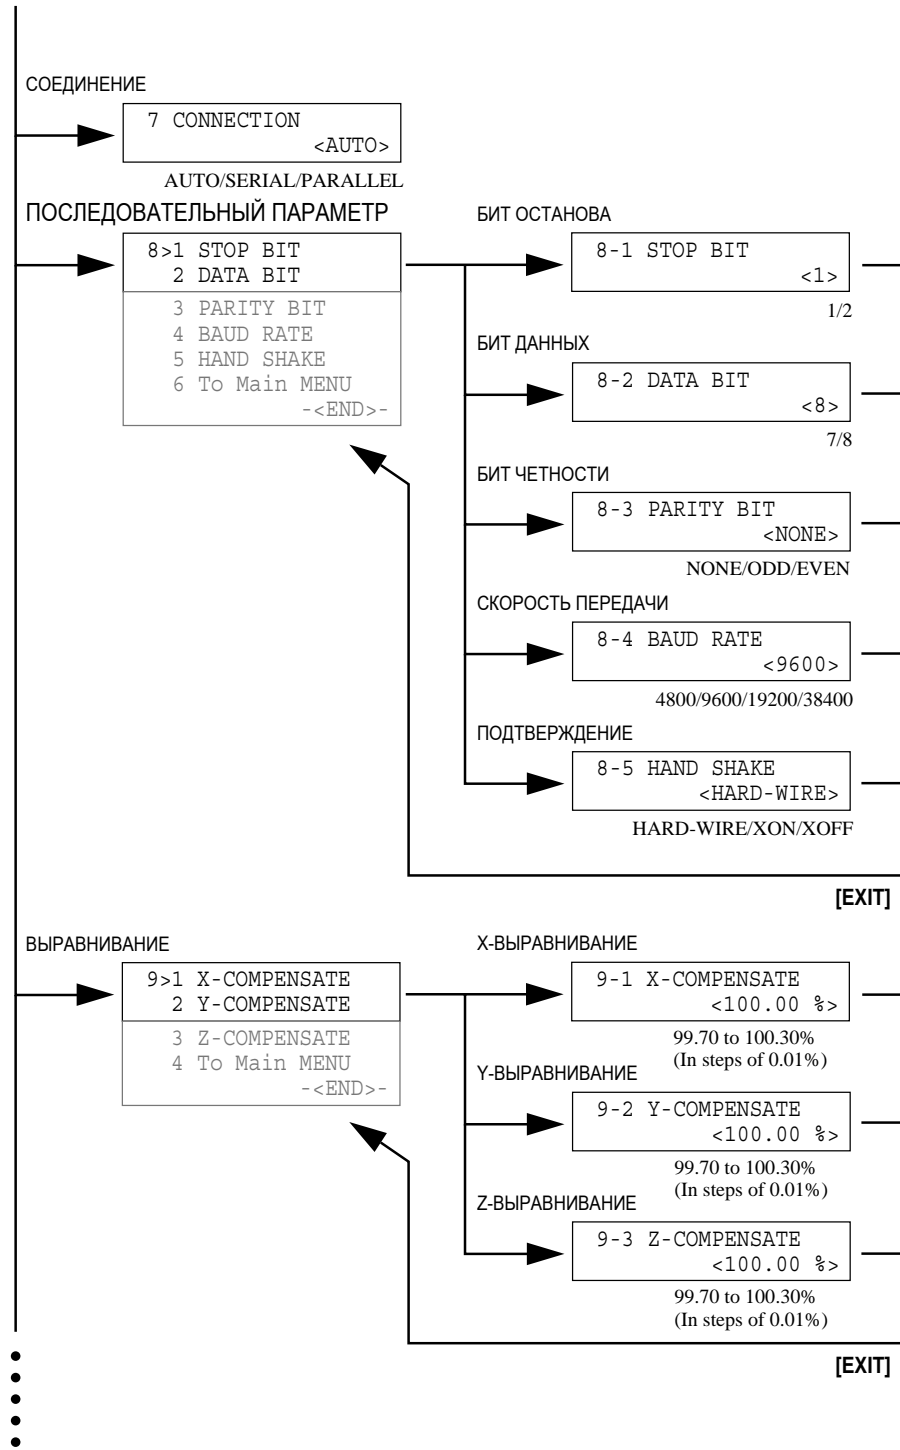 СОЕДИНЕНИЕ
7 CONNECTION
<AUTO>
AUTO/SERIAL/PARALLEL
ПОСЛЕДОВАТЕЛЬНЫЙ ПАРАМЕТР
8>1 STOP BIT
2 DATA BIT
3 PARITY BIT
4 BAUD RATE
5 HAND SHAKE
6 To Main MENU
-<END>-
БИТ ОСТАНОВА
8-1 STOP BIT
<1>
1/2
БИТ ДАННЫХ
8-2 DATA BIT
<8>
7/8
БИТ ЧЕТНОСТИ
8-3 PARITY BIT
<NONE>
NONE/ODD/EVEN
СКОРОСТЬ ПЕРЕДАЧИ
8-4 BAUD RATE
<9600>
4800/9600/19200/38400
ПОДТВЕРЖДЕНИЕ
8-5 HAND SHAKE
<HARD-WIRE>
HARD-WIRE/XON/XOFF
[EXIT]
ВЫРАВНИВАНИЕ
9>1 X-COMPENSATE
2 Y-COMPENSATE
3 Z-COMPENSATE
4 To Main MENU
-<END>-
X-ВЫРАВНИВАНИЕ
9-1 X-COMPENSATE
<100.00 %>
99.70 to 100.30%
(In steps of 0.01%)
Y-ВЫРАВНИВАНИЕ
9-2 Y-COMPENSATE
<100.00 %>
99.70 to 100.30%
(In steps of 0.01%)
Z-ВЫРАВНИВАНИЕ
9-3 Z-COMPENSATE
<100.00 %>
99.70 to 100.30%
(In steps of 0.01%)
[EXIT]